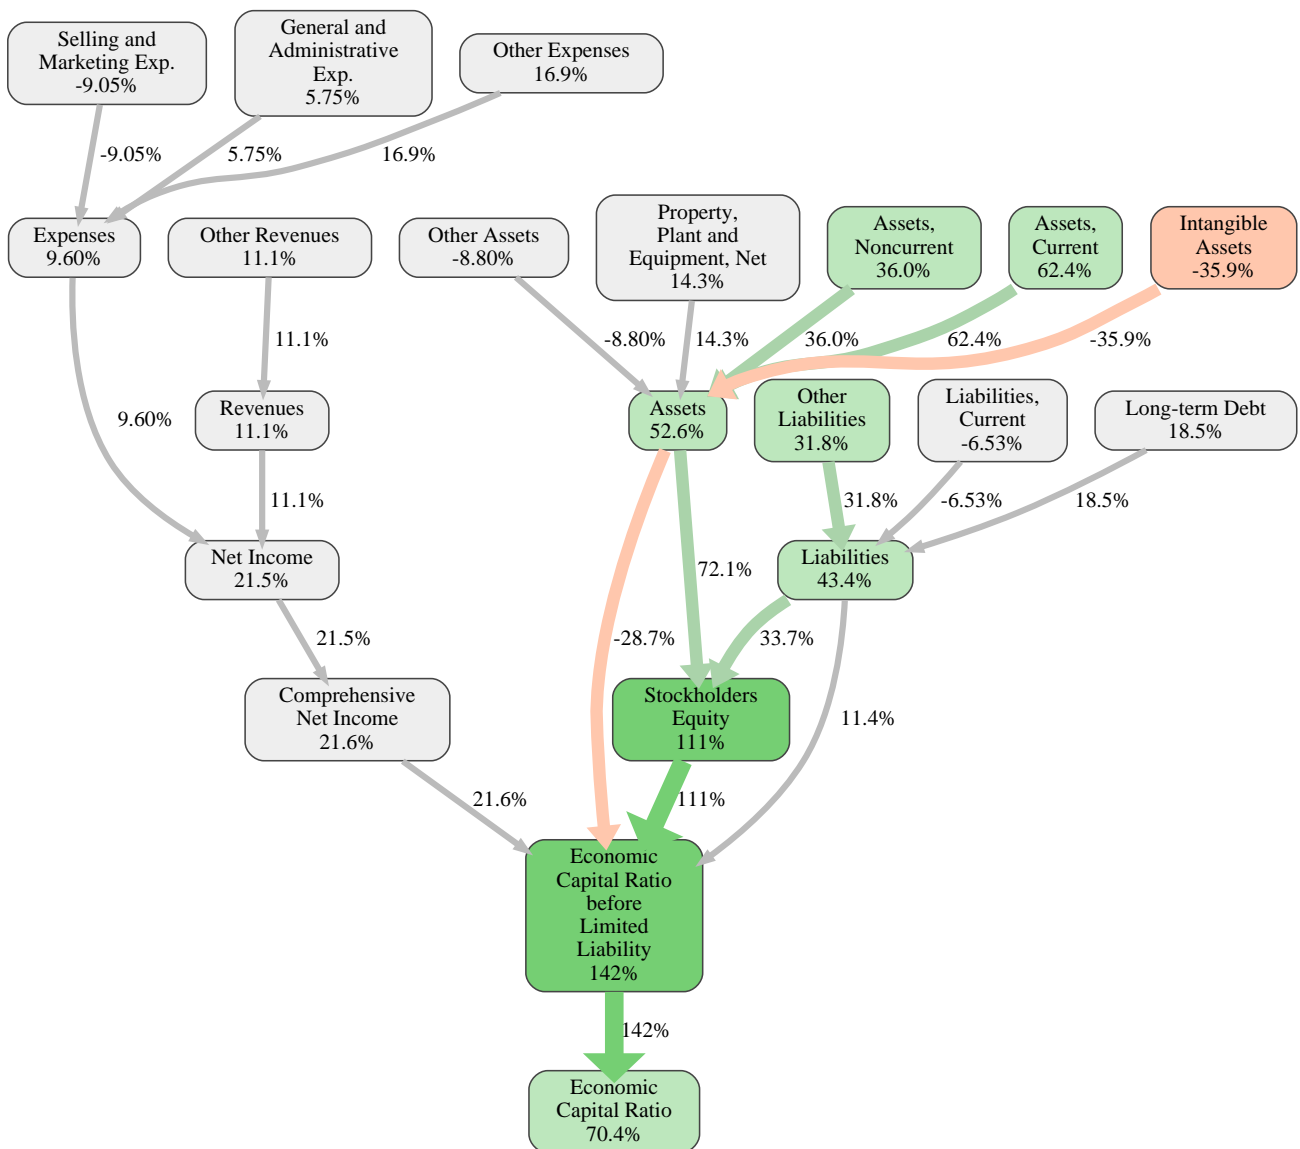 Selling and
Marketing Exp.
-9.05%
General and
Administrative
Exp.
5.75%
Other Expenses
16.9%
-9.05%
5.75%
16.9%
Expenses
9.60%
Other Revenues
11.1%
Other Assets
-8.80%
Property,
Plant and
Equipment, Net
14.3%
Assets,
Noncurrent
36.0%
Assets,
Current
62.4%
Intangible
Assets
-35.9%
11.1%
-8.80%
14.3%
36.0%
62.4%
-35.9%
9.60%
Revenues
11.1%
Assets
52.6%
Other
Liabilities
31.8%
Liabilities,
Current
-6.53%
Long-term Debt
18.5%
11.1%
31.8%
-6.53%
18.5%
Net Income
21.5%
72.1%
Liabilities
43.4%
21.5%
-28.7%
33.7%
Comprehensive
Net Income
21.6%
Stockholders
Equity
111%
11.4%
21.6%
111%
Economic
Capital Ratio
before
Limited
Liability
142%
142%
Economic
Capital Ratio
70.4%